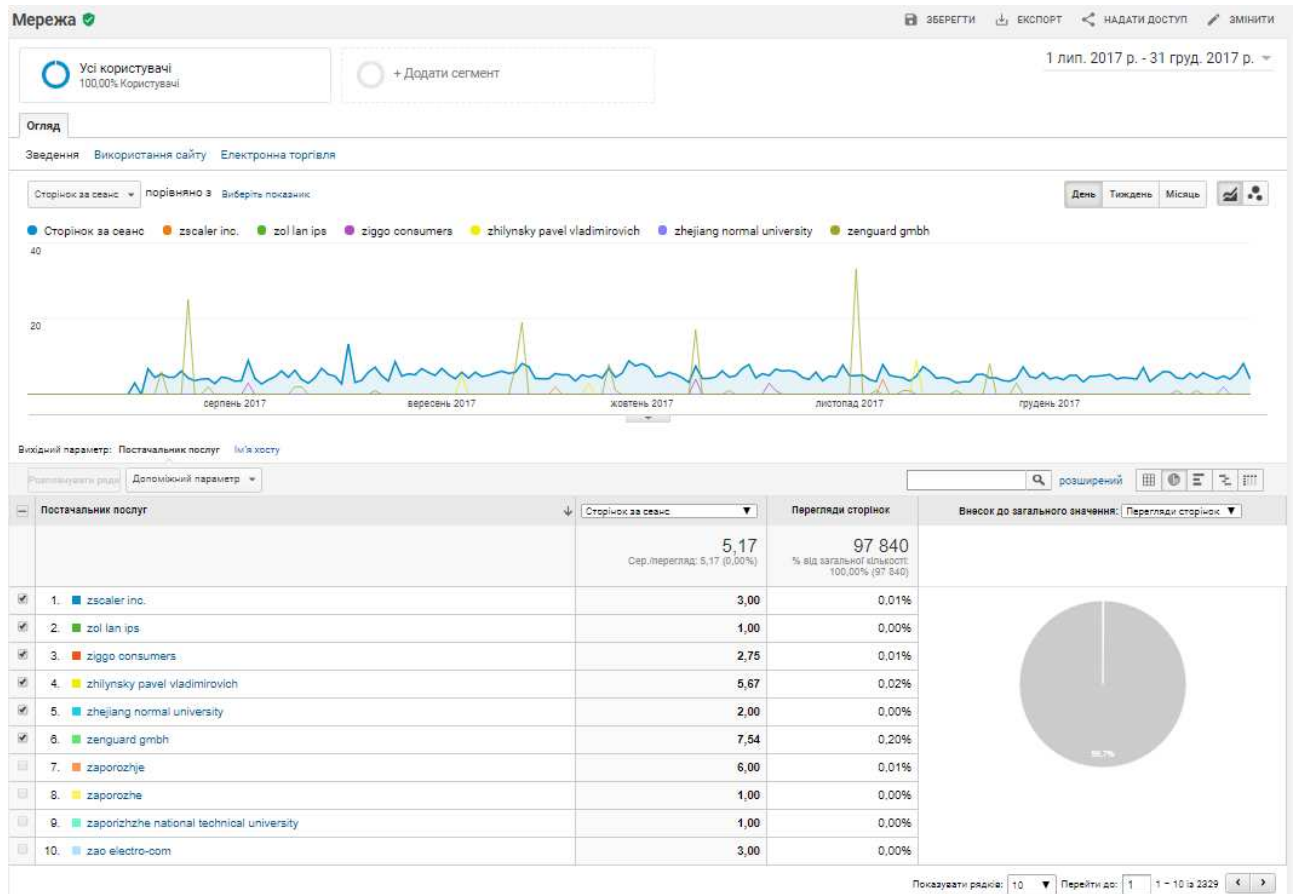 Мережа
ЗБЕРЕГТИ ЕКСПОРТ НАДАТИ ДОСТУП ЗМІНИТИ
1 лип. 2017 р. - 31 груд. 2017 р.
Усі користувачі
100,00% Користувачі
+ Додати сегмент
Огляд
Зведення Використання сайту Електронна торгівля
Сторінок за сеанс порівняно з Виберіть показник
День Тиждень Місяць
Сторінок за сеанс zscaler inc. zol lan ips ziggo consumers zhilynsky pavel vladimirovich zhejiang normal university zenguard gmbh
40
20
серпень 2017 вересень 2017 жовтень 2017 листопад 2017 грудень 2017
Вихідний параметр: Постачальник послуг Ім'я хосту
Допоміжний параметр розширений
Постачальник послуг Сторінок за сеанс Перегляди сторінок Внесок до загального значення: Перегляди сторінок
5,17 97 840
Сер./перегляд: 5,17 (0,00%) % від загальної кількості: 100,00% (97 840)
1. zscaler inc. 3,00 0,01%
2. zol lan ips 1,00 0,00%
3. ziggo consumers 2,75 0,01%
4. zhilynsky pavel vladimirovich 5,67 0,02%
5. zhejiang normal university 2,00 0,00%
6. zenguard gmbh 7,54 0,20%
7. zaporozhje 6,00 0,01%
8. zaporozhe 1,00 0,00%
9. zaporizhzhe national technical university 1,00 0,00%
10. zao electro-com 3,00 0,00%
Показувати рядків: 10 Перейти до: 1 1 – 10 із 2329